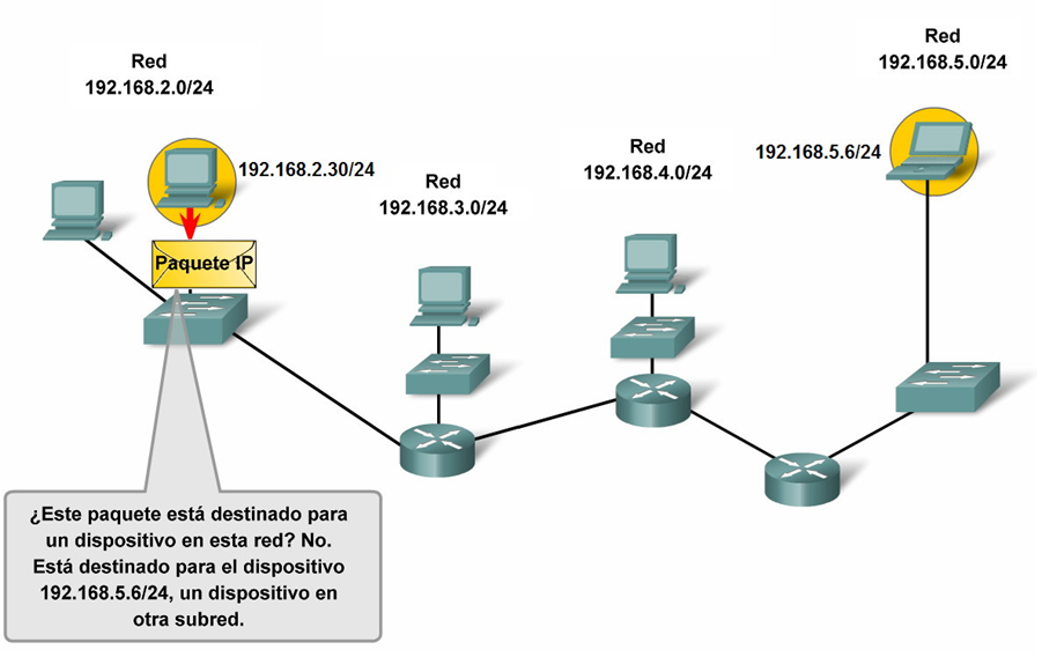 Red
192.168.2.0/24
192.168.2.30/24
Paquete IP
Red
192.168.3.0/24
Red
192.168.4.0/24
Red
192.168.5.0/24
192.168.5.6/24
¿Este paquete está destinado para
un dispositivo en esta red? No.
Está destinado para el dispositivo
192.168.5.6/24, un dispositivo en
otra subred.